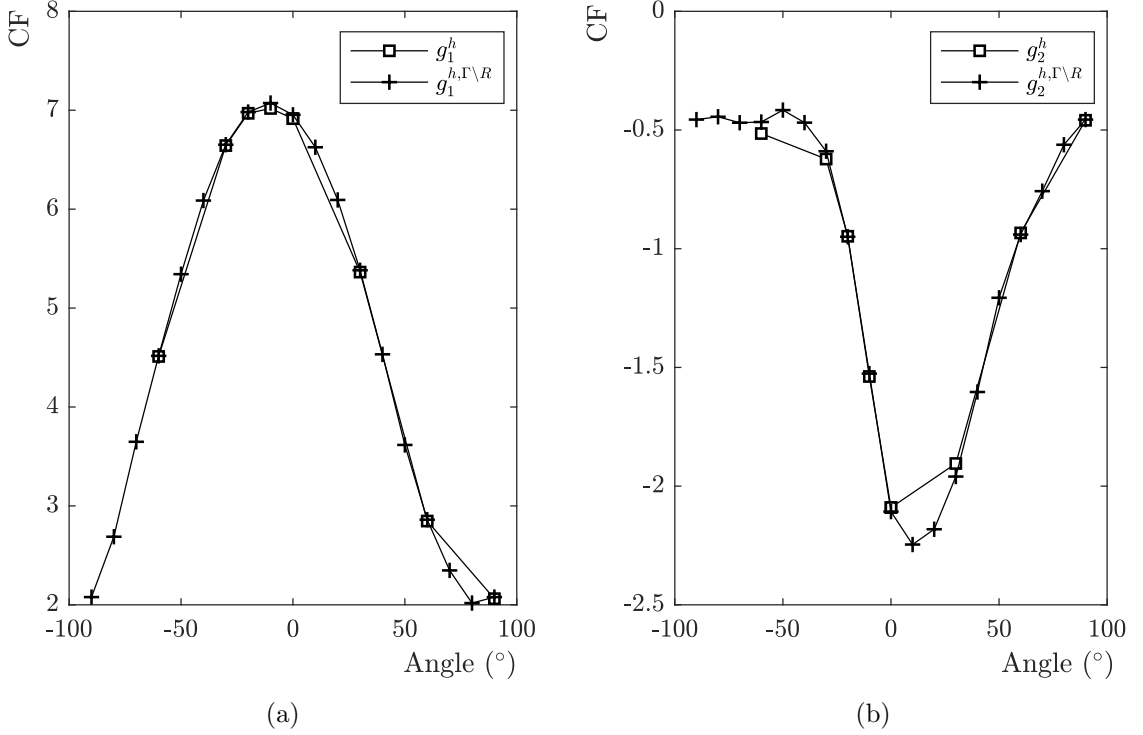 CF
8
7
6
5
4
3
2
-100 -50 0 50 100
Angle (°)
g_1^h
g_1^{h,Γ\R}
(a)
CF
0
-0.5
-1
-1.5
-2
-2.5
-100 -50 0 50 100
Angle (°)
g_2^h
g_2^{h,Γ\R}
(b)